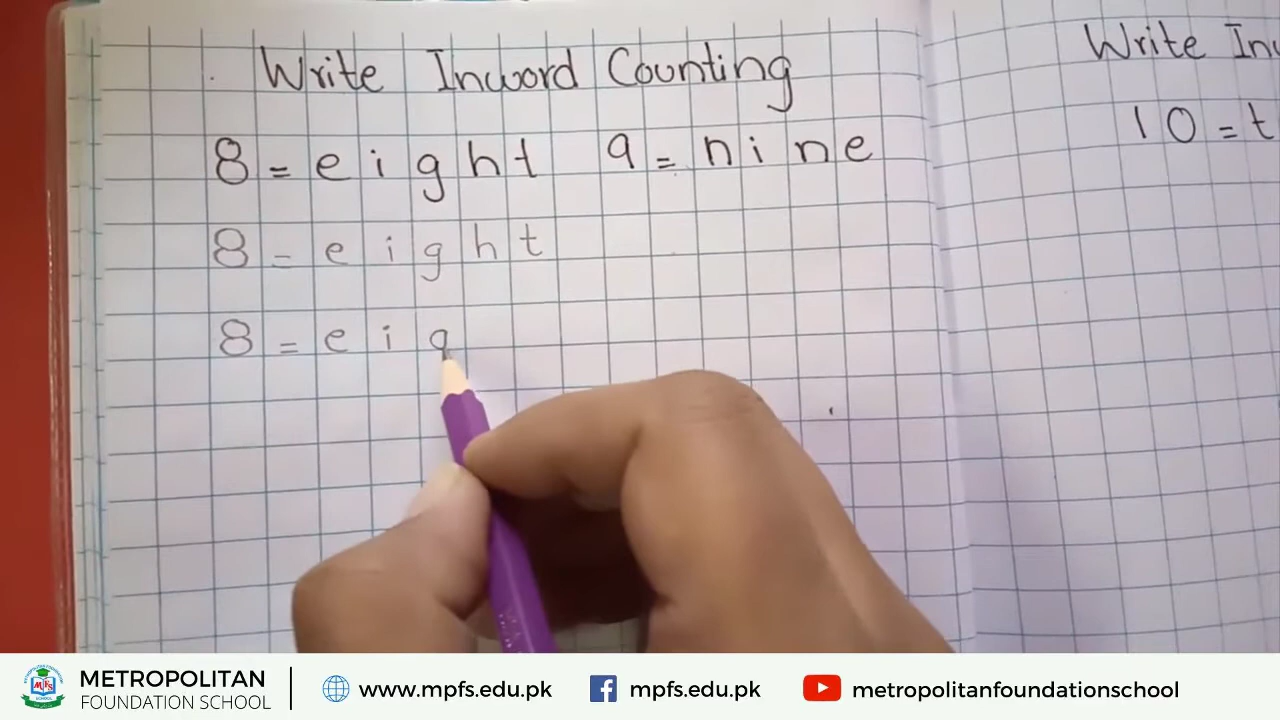 Write Inword Counting
8 = eight 9 = nine
8 = eight
8 = eig
Write In
10 = t
METROPOLITAN
FOUNDATION SCHOOL
www.mpfs.edu.pk
mpfs.edu.pk
metropolitanfoundationschool